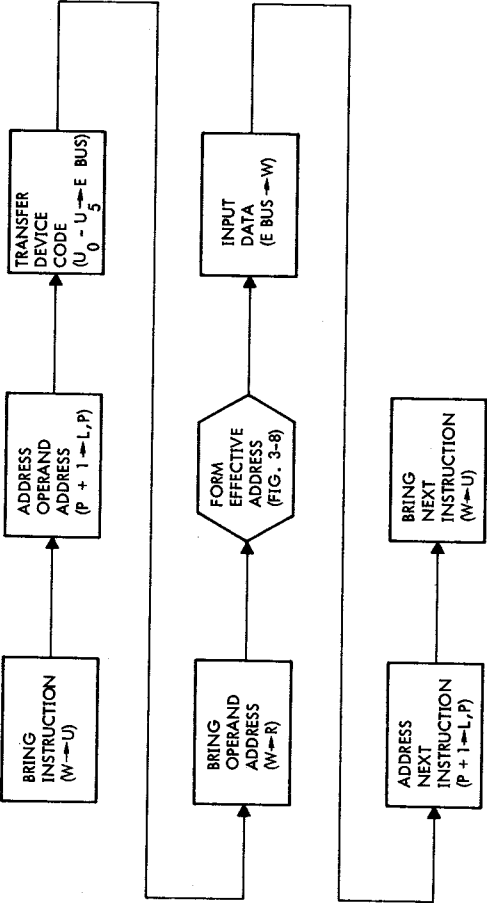 BRING
INSTRUCTION
(W→U)
ADDRESS
OPERAND
ADDRESS
(P + 1→L,P)
TRANSFER
DEVICE
CODE
(U0 - U5→E BUS)
BRING
OPERAND
ADDRESS
(W→R)
FORM
EFFECTIVE
ADDRESS
(FIG. 3-8)
INPUT
DATA
(E BUS→W)
ADDRESS
NEXT
INSTRUCTION
(P + 1→L,P)
BRING
NEXT
INSTRUCTION
(W→U)